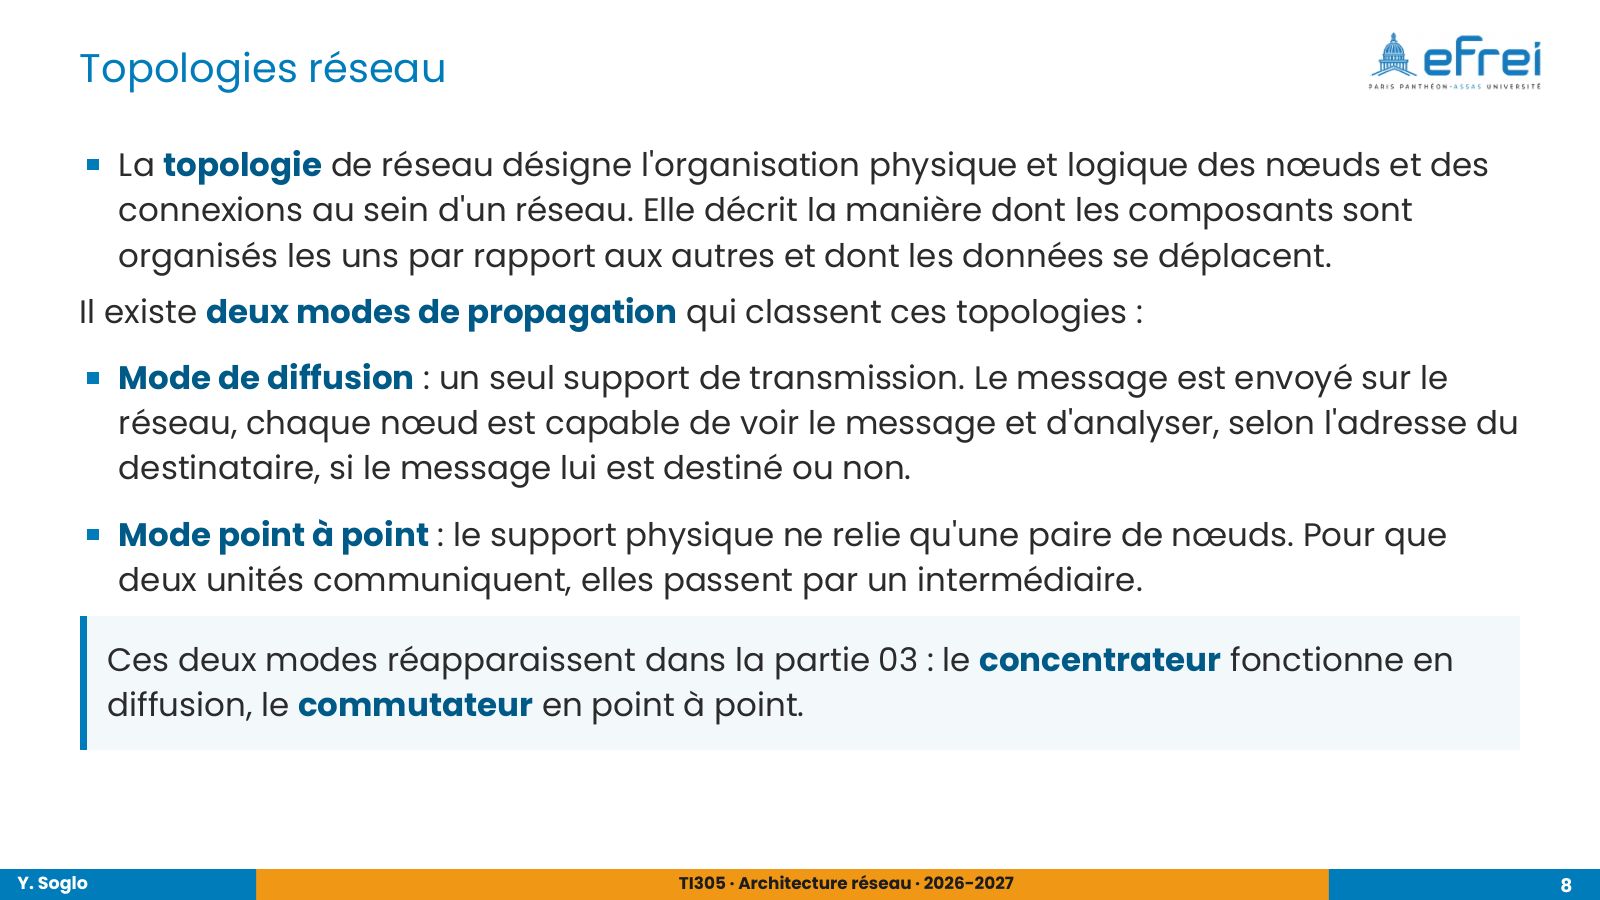 Topologies réseau
efrei
PARIS PANTHÉON-ASSAS UNIVERSITÉ
La topologie de réseau désigne l'organisation physique et logique des nœuds et des
connexions au sein d'un réseau. Elle décrit la manière dont les composants sont
organisés les uns par rapport aux autres et dont les données se déplacent.
Il existe deux modes de propagation qui classent ces topologies :
Mode de diffusion : un seul support de transmission. Le message est envoyé sur le
réseau, chaque nœud est capable de voir le message et d'analyser, selon l'adresse du
destinataire, si le message lui est destiné ou non.
Mode point à point : le support physique ne relie qu'une paire de nœuds. Pour que
deux unités communiquent, elles passent par un intermédiaire.
Ces deux modes réapparaissent dans la partie 03 : le concentrateur fonctionne en
diffusion, le commutateur en point à point.
Y. Soglo
TI305 · Architecture réseau · 2026-2027
8